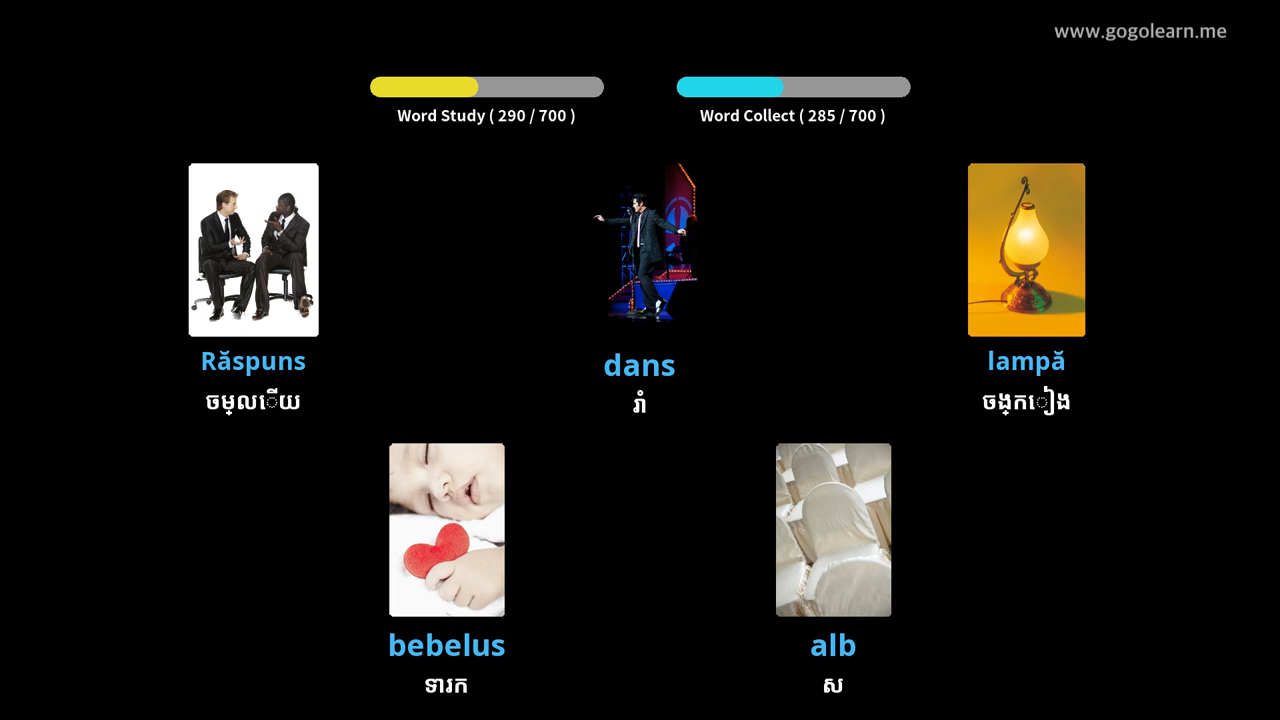 www.gogolearn.me
Word Study ( 290 / 700 )
Word Collect ( 285 / 700 )
Răspuns
ចម្លើយ
dans
រាំ
lampă
ចង្កៀង
bebelus
ទារក
alb
ស